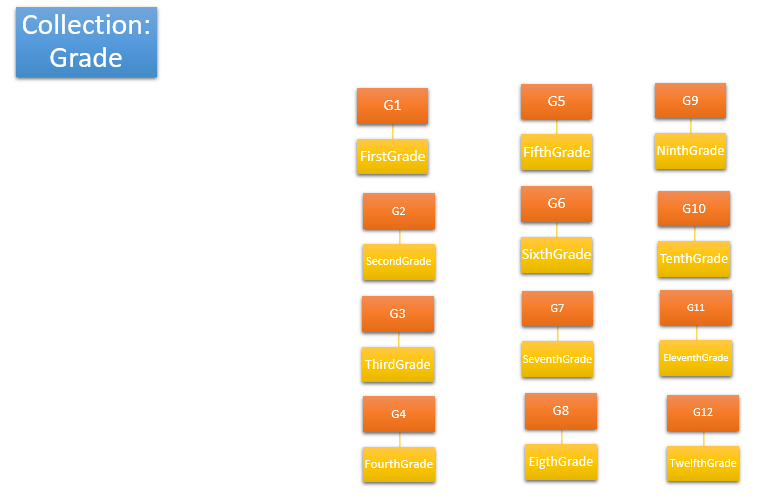 Collection:
Grade
G1
FirstGrade
G2
SecondGrade
G3
ThirdGrade
G4
FourthGrade
G5
FifthGrade
G6
SixthGrade
G7
SeventhGrade
G8
EigthGrade
G9
NinthGrade
G10
TenthGrade
G11
EleventhGrade
G12
TwelfthGrade